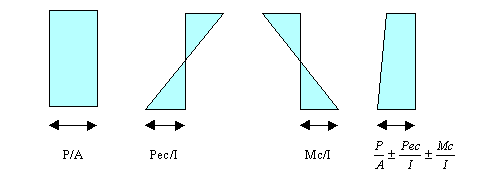 P/A
Pec/I
Mc/I
P/A ± Pec/I ± Mc/I